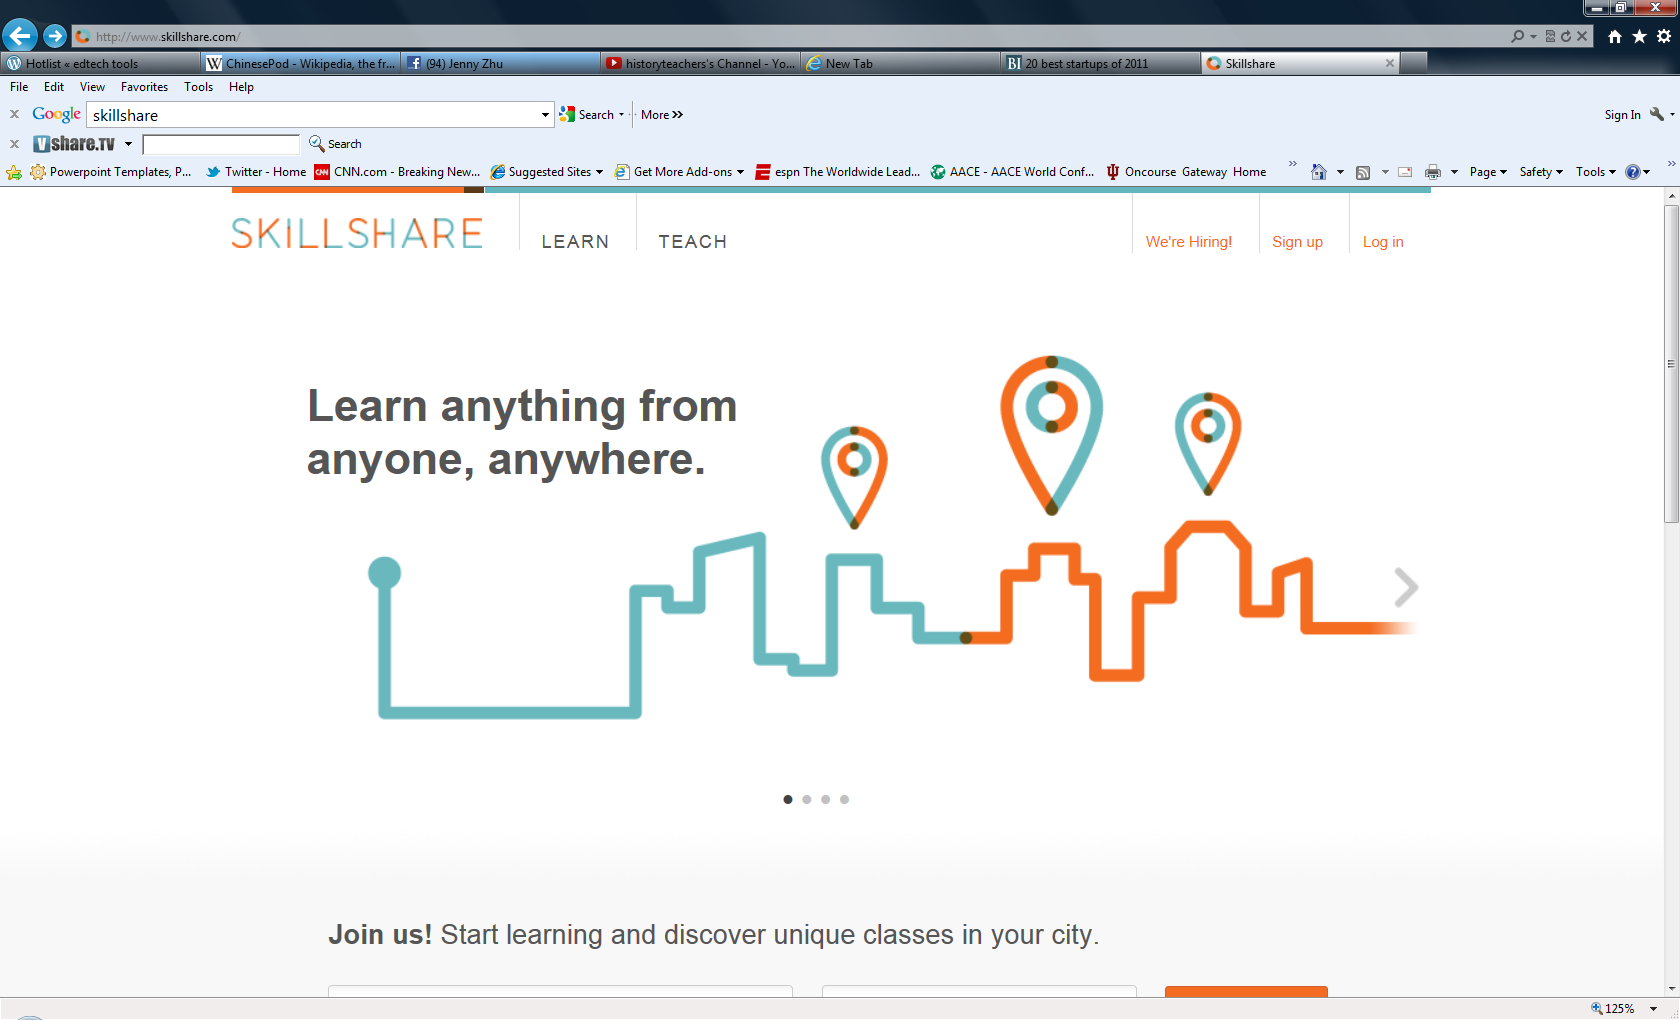 http://www.skillshare.com/
Hotlist « edtech tools
W ChinesePod - Wikipedia, the fr...
f (94) Jenny Zhu
historyteachers's Channel - Yo...
New Tab
BI 20 best startups of 2011
Skillshare
File Edit View Favorites Tools Help
x Google skillshare Search More »
Sign In
x Vshare.tv Search
Powerpoint Templates, P...
Twitter - Home
CNN CNN.com - Breaking New...
Suggested Sites
Get More Add-ons
espn The Worldwide Lead...
AACE - AACE World Conf...
Oncourse Gateway Home
»
Page Safety Tools
»
SKILLSHARE
LEARN
TEACH
We're Hiring!
Sign up
Log in
Learn anything from
anyone, anywhere.
Join us! Start learning and discover unique classes in your city.
125%